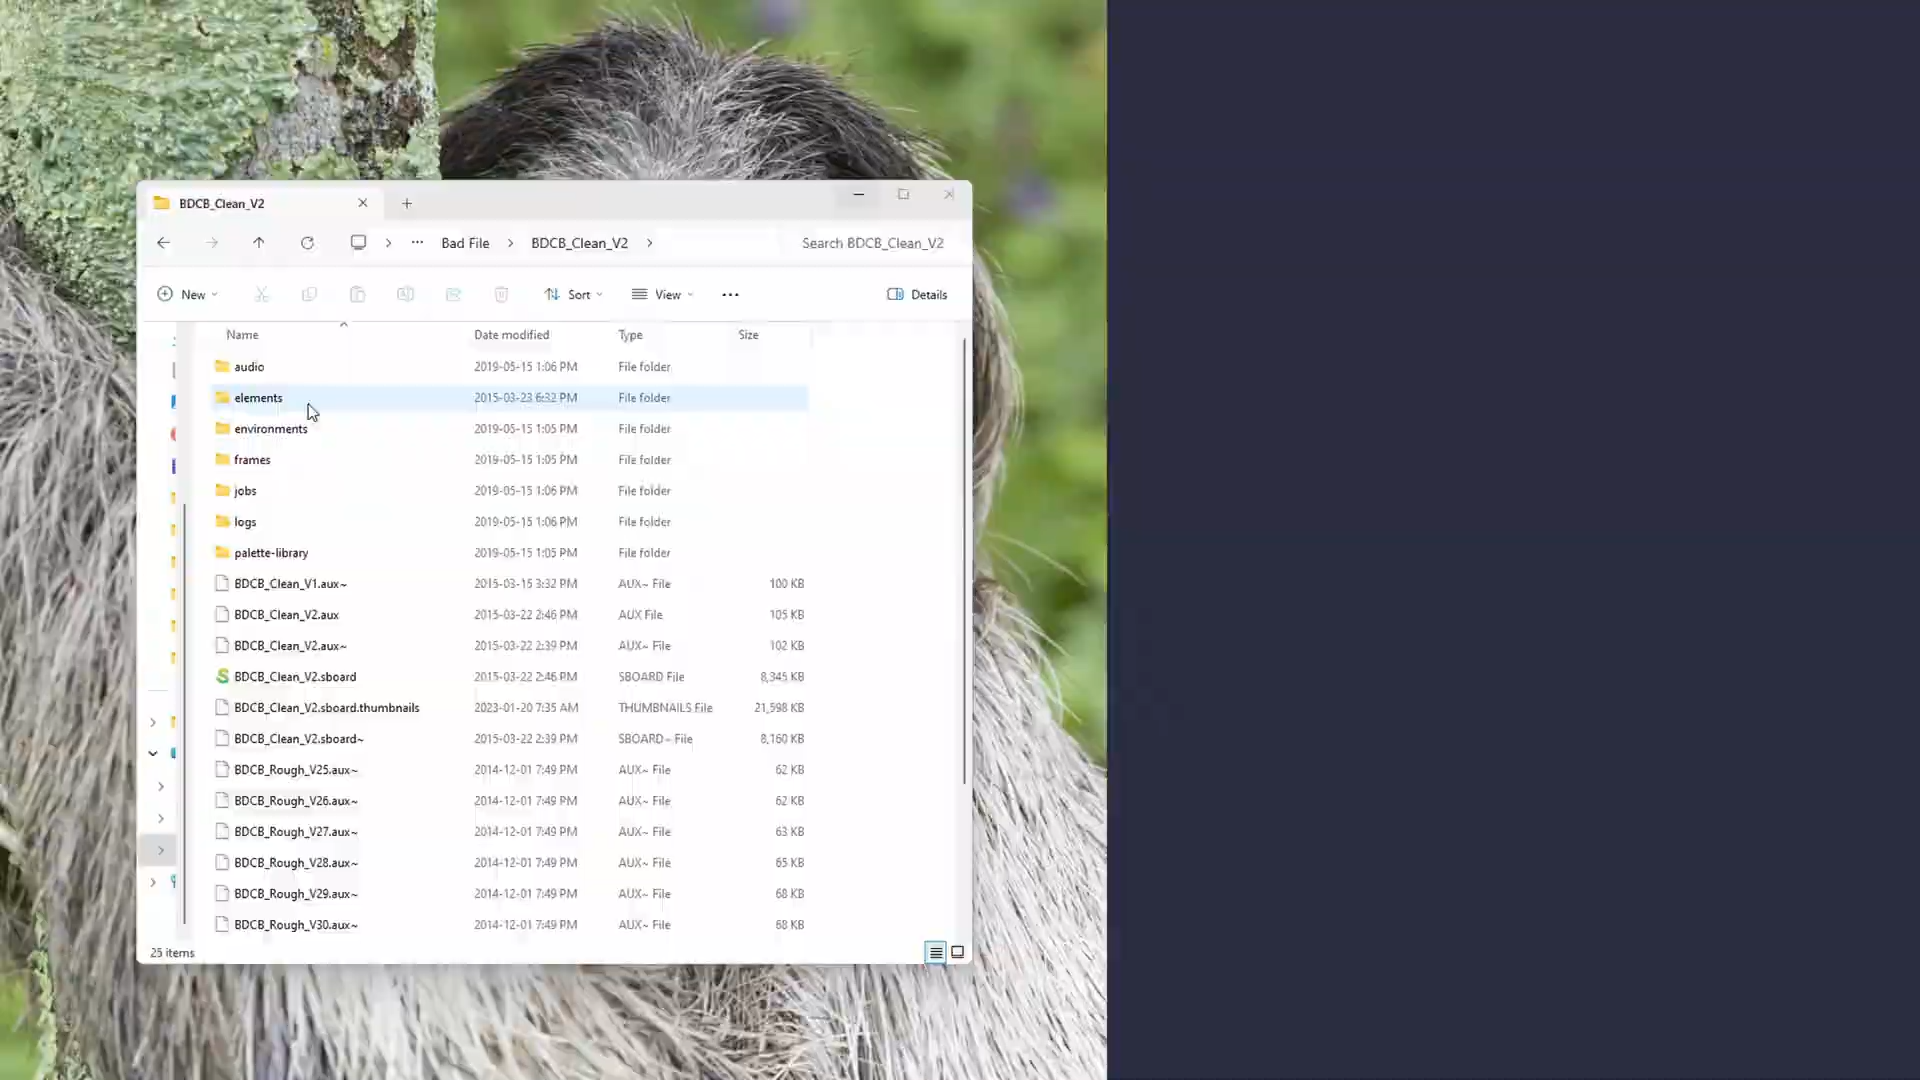 BDCB_Clean_V2
Bad File BDCB_Clean_V2 Search BDCB_Clean_V2
New Sort View Details
Name Date modified Type Size
audio 2019-05-15 1:06 PM File folder
elements 2015-03-23 6:32 PM File folder
environments 2019-05-15 1:05 PM File folder
frames 2019-05-15 1:05 PM File folder
jobs 2019-05-15 1:06 PM File folder
logs 2019-05-15 1:06 PM File folder
palette-library 2019-05-15 1:05 PM File folder
BDCB_Clean_V1.aux~ 2015-03-15 3:32 PM AUX~ File 100 KB
BDCB_Clean_V2.aux 2015-03-22 2:46 PM AUX File 105 KB
BDCB_Clean_V2.aux~ 2015-03-22 2:39 PM AUX~ File 102 KB
BDCB_Clean_V2.sboard 2015-03-22 2:46 PM SBOARD File 8,345 KB
BDCB_Clean_V2.sboard.thumbnails 2023-01-20 7:35 AM THUMBNAILS File 21,598 KB
BDCB_Clean_V2.sboard~ 2015-03-22 2:39 PM SBOARD~ File 8,160 KB
BDCB_Rough_V25.aux~ 2014-12-01 7:49 PM AUX~ File 62 KB
BDCB_Rough_V26.aux~ 2014-12-01 7:49 PM AUX~ File 62 KB
BDCB_Rough_V27.aux~ 2014-12-01 7:49 PM AUX~ File 63 KB
BDCB_Rough_V28.aux~ 2014-12-01 7:49 PM AUX~ File 65 KB
BDCB_Rough_V29.aux~ 2014-12-01 7:49 PM AUX~ File 68 KB
BDCB_Rough_V30.aux~ 2014-12-01 7:49 PM AUX~ File 68 KB
25 items